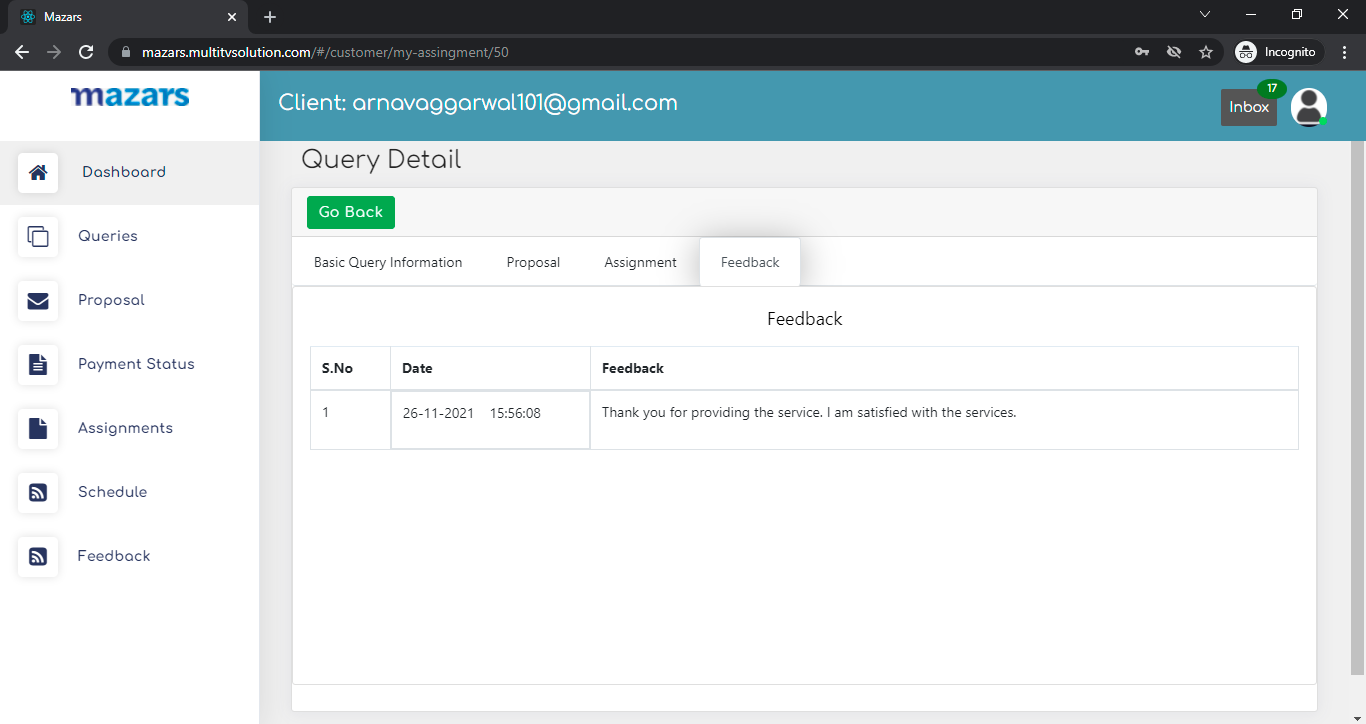 Mazars
mazars.multitvsolution.com/#/customer/my-assingment/50
Incognito
mazars
Client: arnavaggarwal101@gmail.com
Inbox
17
Dashboard
Queries
Proposal
Payment Status
Assignments
Schedule
Feedback
Query Detail
Go Back
Basic Query Information Proposal Assignment Feedback
Feedback
S.No Date Feedback
1 26-11-2021 15:56:08 Thank you for providing the service. I am satisfied with the services.